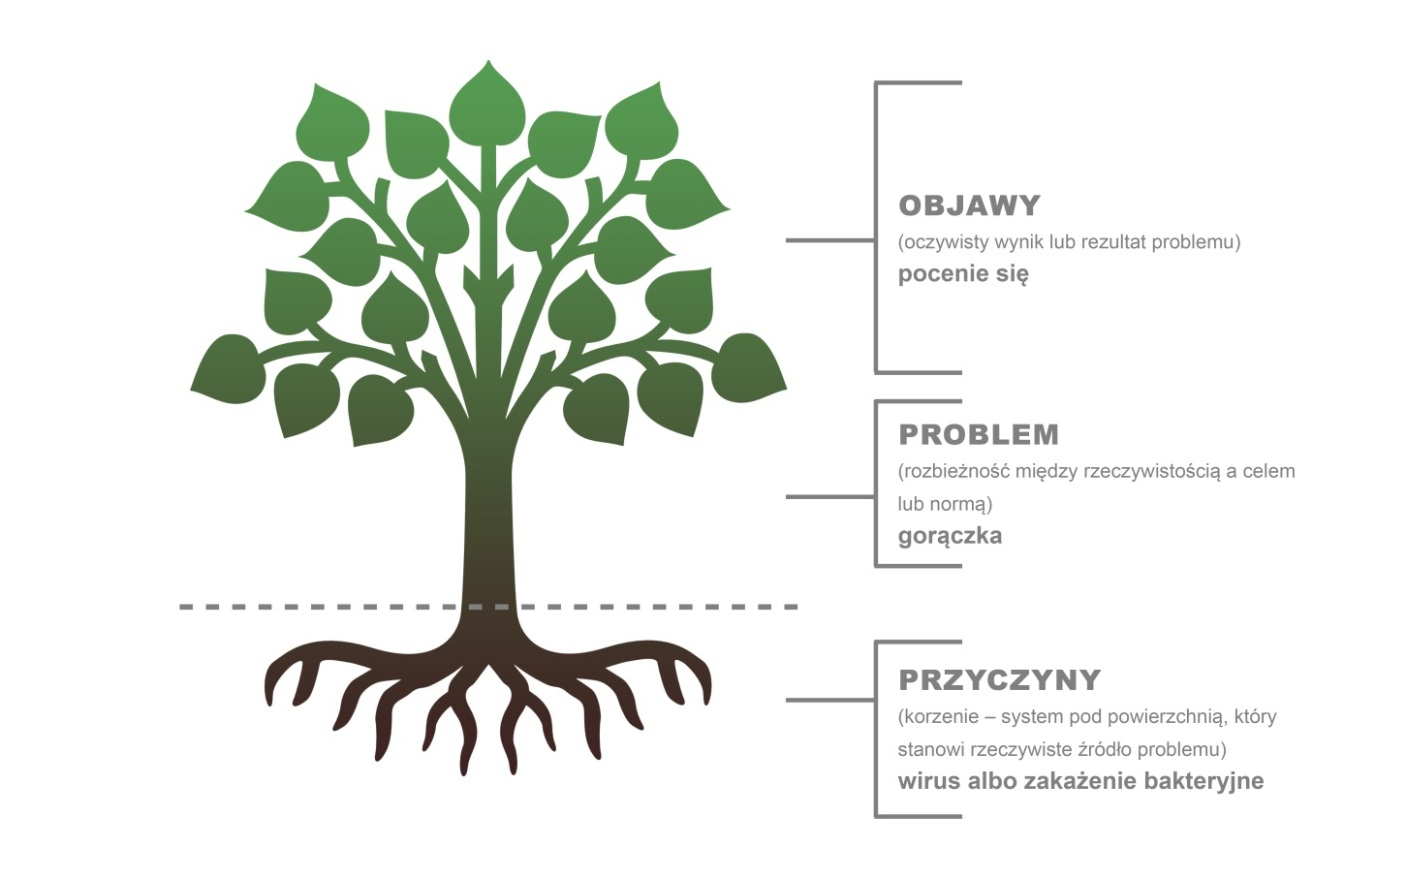 OBJAWY
(oczywisty wynik lub rezultat problemu)
pocenie się
PROBLEM
(rozbieżność między rzeczywistością a celem
lub normą)
gorączka
PRZYCZYNY
(korzenie – system pod powierzchnią, który
stanowi rzeczywiste źródło problemu)
wirus albo zakażenie bakteryjne